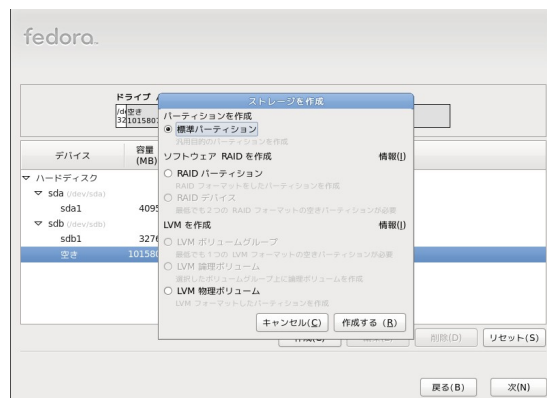 fedora.
ドライブ
/de 空き
32 101580
ストレージを作成
パーティションを作成
標準パーティション
汎用目的のパーティションを作成
ソフトウェア RAID を作成 情報(I)
RAID パーティション
RAID フォーマットをしたパーティションを作成
RAID デバイス
最低でも2つの RAID フォーマットの空きパーティションが必要
LVM を作成 情報(I)
LVM ボリュームグループ
最低でも1つの LVM フォーマットの空きパーティションが必要
LVM 論理ボリューム
選択したボリュームグループ上に論理ボリュームを作成
LVM 物理ボリューム
LVM フォーマットしたパーティションを作成
キャンセル(C) 作成する (R)
デバイス 容量 (MB)
ハードディスク
sda (/dev/sda)
sda1 4095
sdb (/dev/sdb)
sdb1 3276
空き 101580
削除(D) リセット(S)
戻る(B) 次(N)